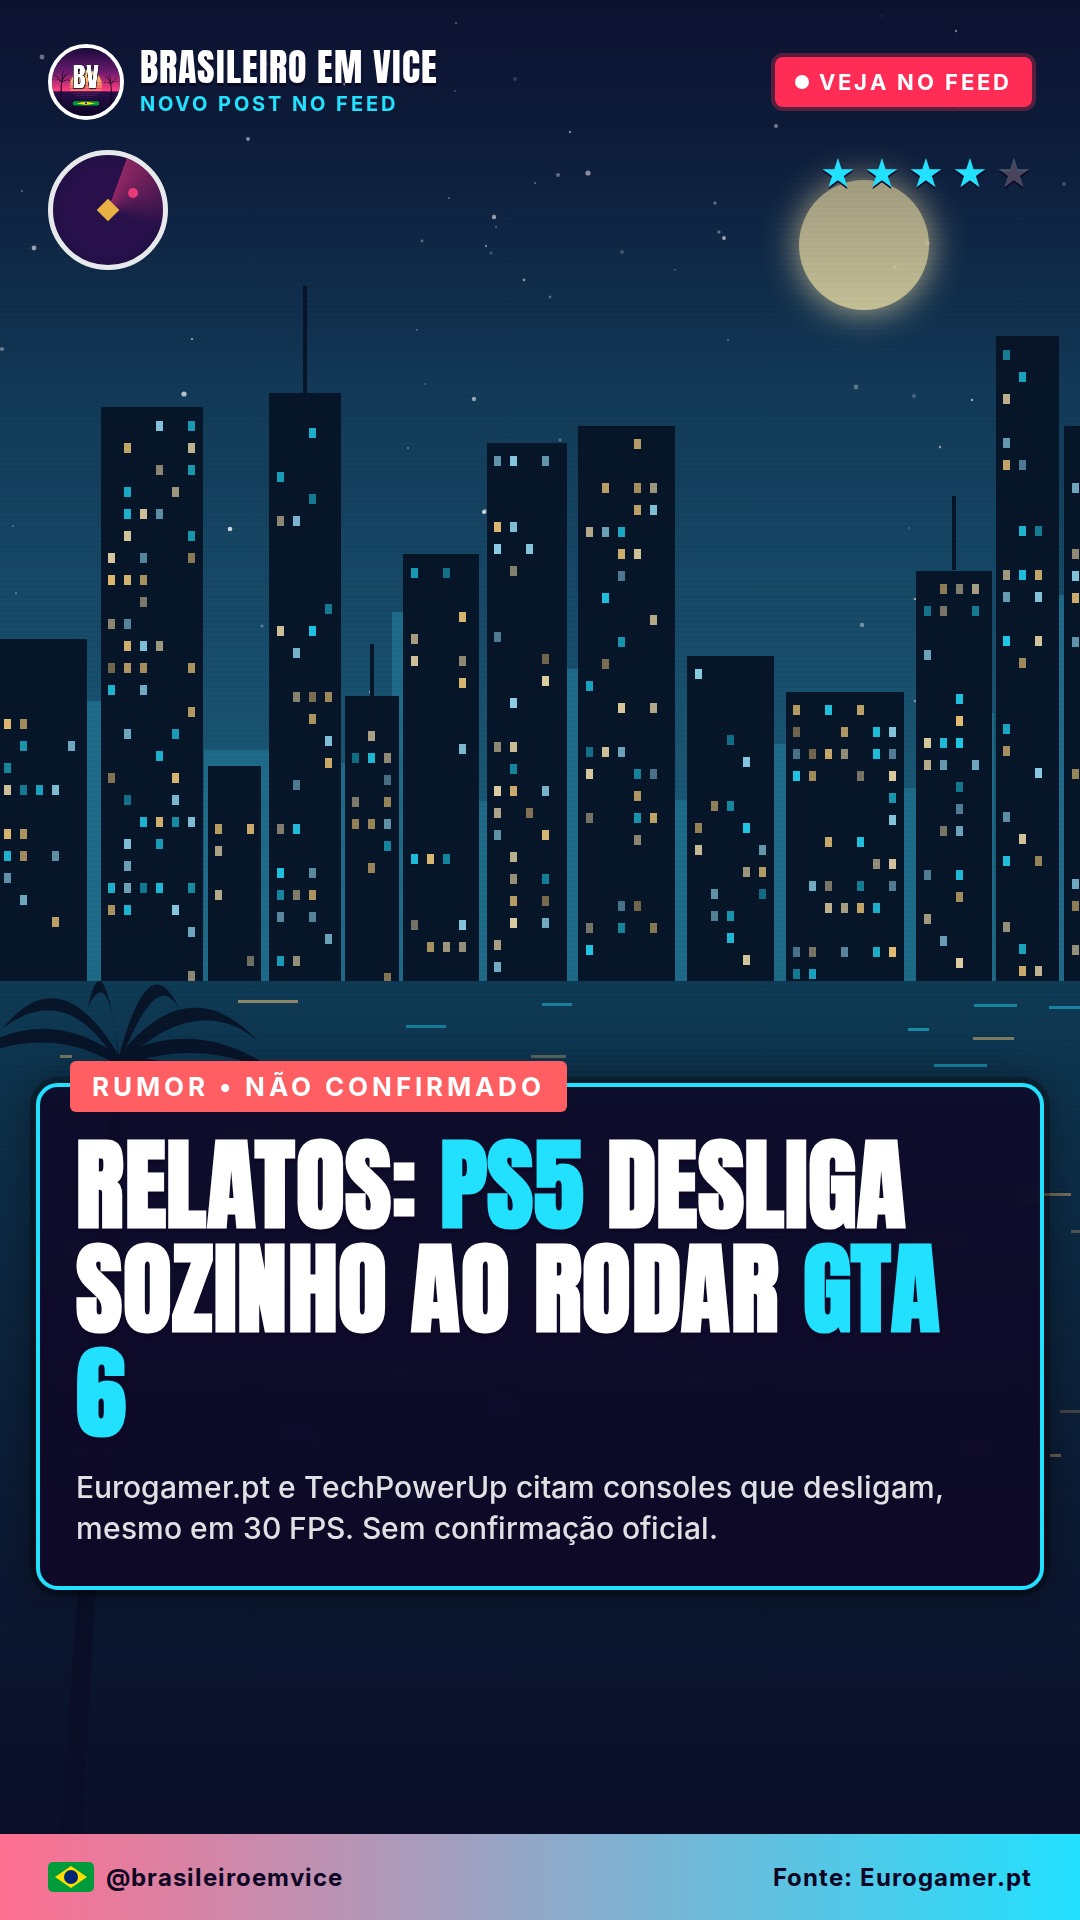 BV
BRASILEIRO EM VICE
NOVO POST NO FEED
VEJA NO FEED
RUMOR • NÃO CONFIRMADO
RELATOS: PS5 DESLIGA
SOZINHO AO RODAR GTA
6
Eurogamer.pt e TechPowerUp citam consoles que desligam,
mesmo em 30 FPS. Sem confirmação oficial.
@brasileiroemvice
Fonte: Eurogamer.pt